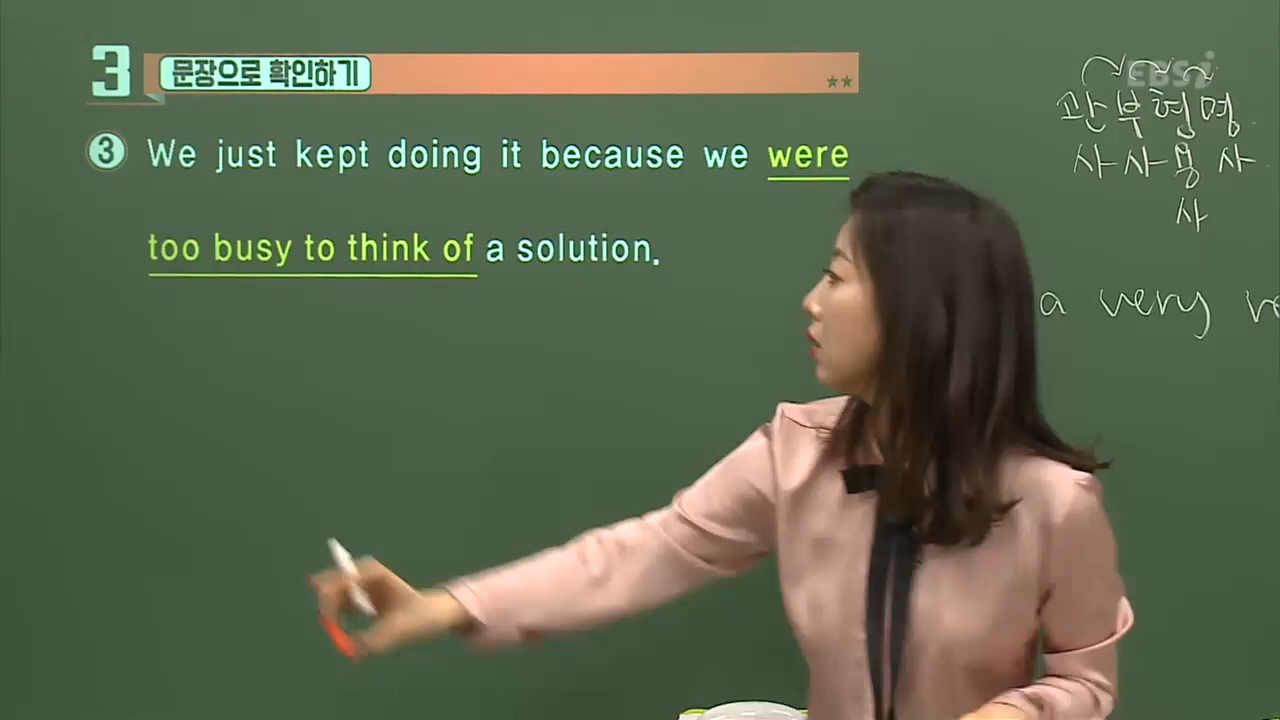 3 문장으로 확인하기 ★★
EBSi
③ We just kept doing it because we were
too busy to think of a solution.
관 부 형 명
사 사 용 사
사
a very